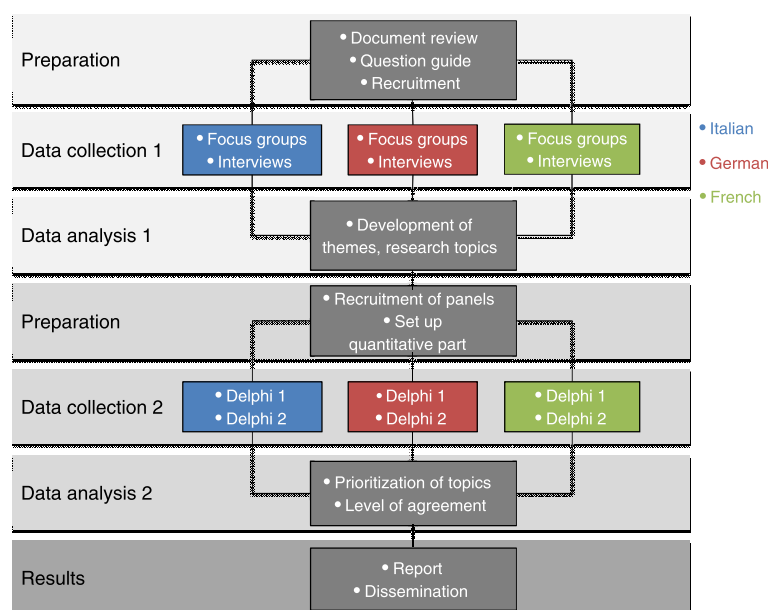 Preparation
• Document review
• Question guide
• Recruitment
Data collection 1
• Focus groups
• Interviews
• Focus groups
• Interviews
• Focus groups
• Interviews
• Italian
• German
• French
Data analysis 1
• Development of
themes, research topics
Preparation
• Recruitment of panels
• Set up
quantitative part
Data collection 2
• Delphi 1
• Delphi 2
• Delphi 1
• Delphi 2
• Delphi 1
• Delphi 2
Data analysis 2
• Prioritization of topics
• Level of agreement
Results
• Report
• Dissemination